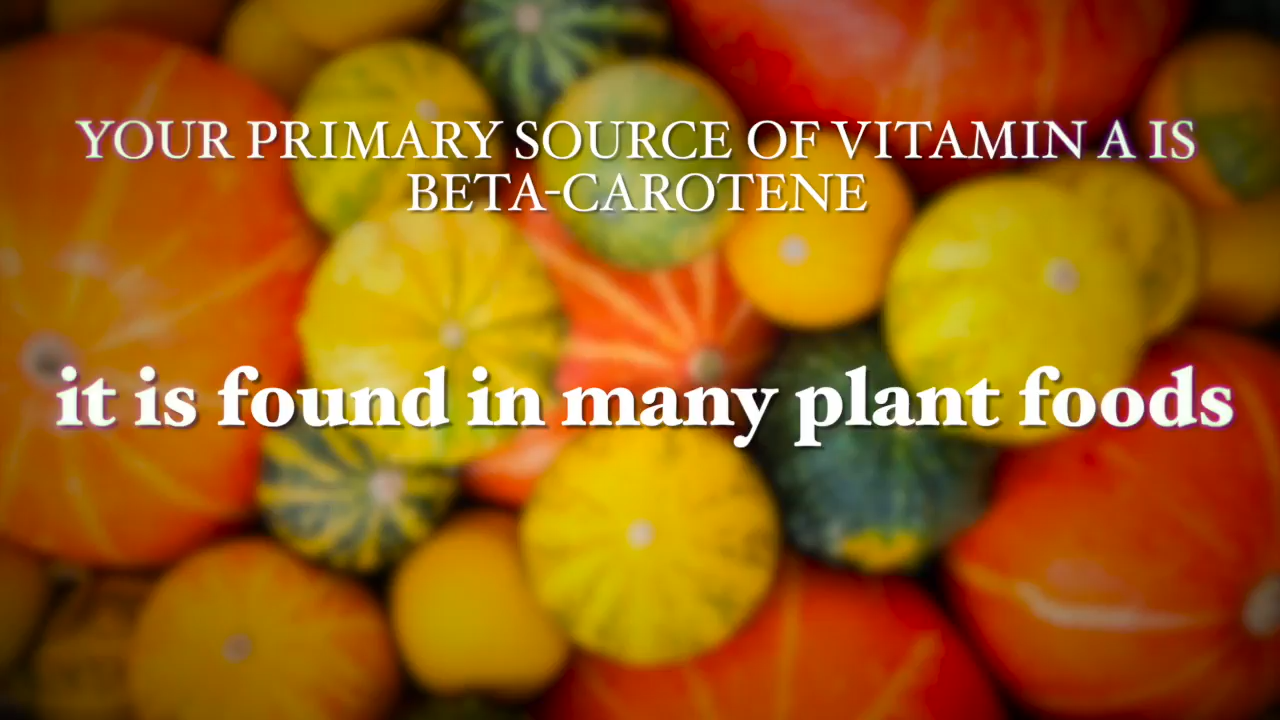 YOUR PRIMARY SOURCE OF VITAMIN A IS
BETA-CAROTENE
it is found in many plant foods